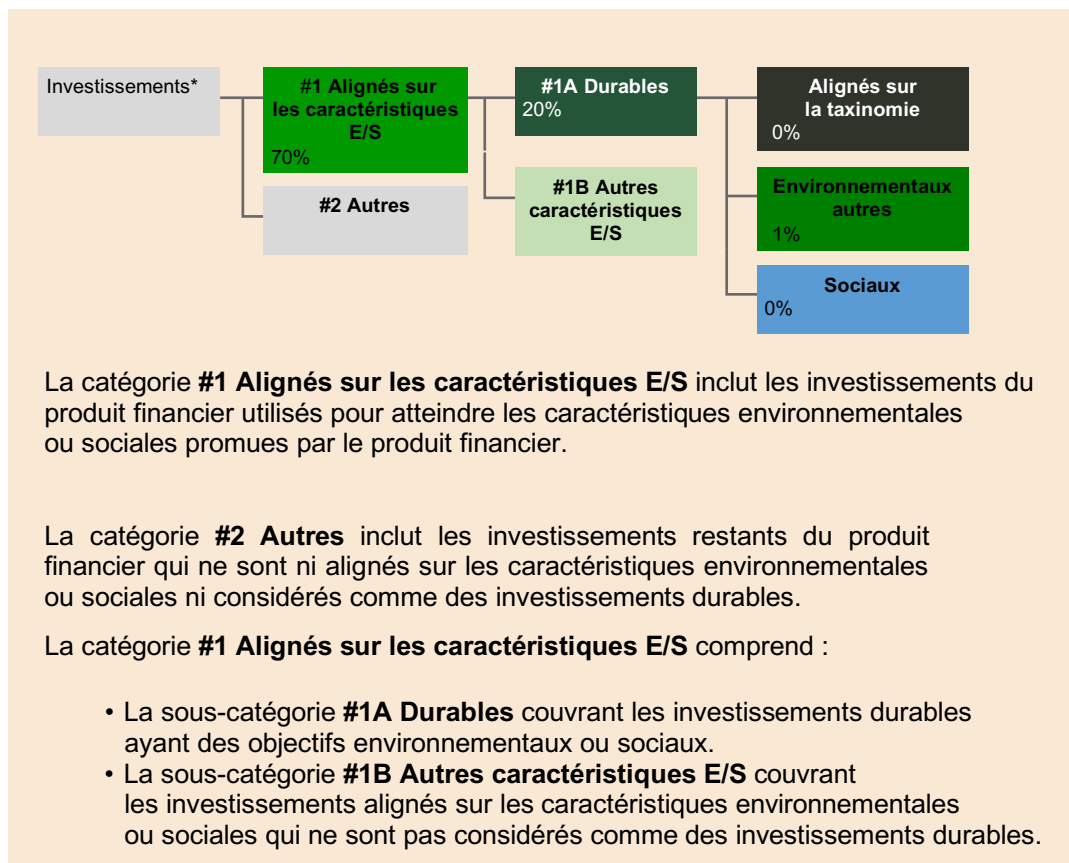 Investissements*
#1 Alignés sur
les caractéristiques
E/S
70%
#2 Autres
#1A Durables
20%
#1B Autres
caractéristiques
E/S
Alignés sur
la taxinomie
0%
Environnementaux
autres
1%
Sociaux
0%
La catégorie #1 Alignés sur les caractéristiques E/S inclut les investissements du
produit financier utilisés pour atteindre les caractéristiques environnementales
ou sociales promues par le produit financier.
La catégorie #2 Autres inclut les investissements restants du produit
financier qui ne sont ni alignés sur les caractéristiques environnementales
ou sociales ni considérés comme des investissements durables.
La catégorie #1 Alignés sur les caractéristiques E/S comprend :
• La sous-catégorie #1A Durables couvrant les investissements durables
ayant des objectifs environnementaux ou sociaux.
• La sous-catégorie #1B Autres caractéristiques E/S couvrant
les investissements alignés sur les caractéristiques environnementales
ou sociales qui ne sont pas considérés comme des investissements durables.